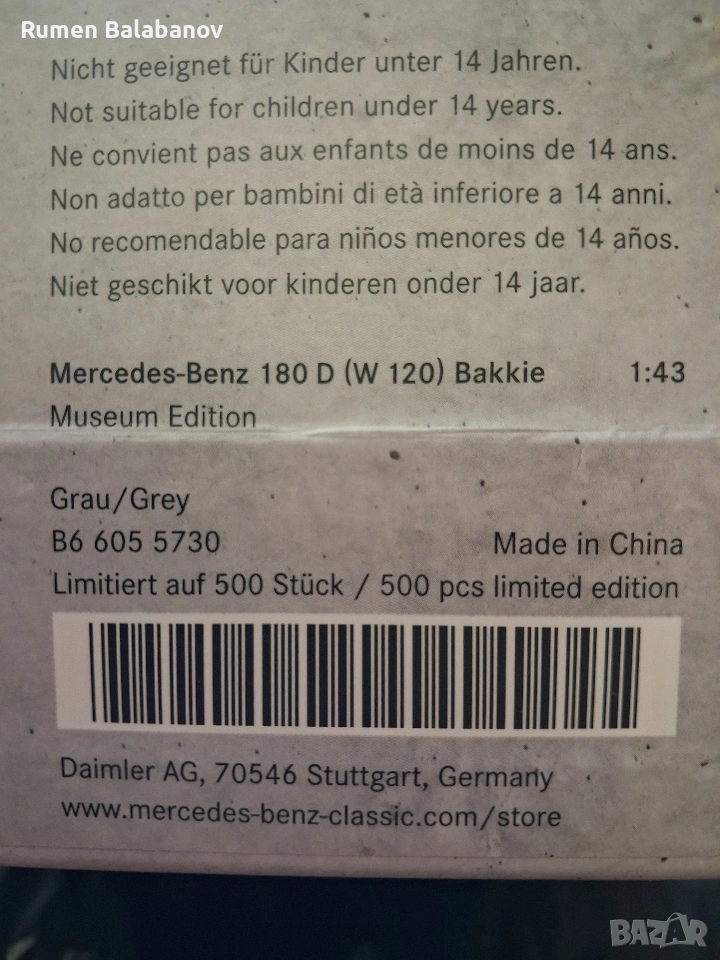 Rumen Balabanov
Nicht geeignet für Kinder unter 14 Jahren.
Not suitable for children under 14 years.
Ne convient pas aux enfants de moins de 14 ans.
Non adatto per bambini di età inferiore a 14 anni.
No recomendable para niños menores de 14 años.
Niet geschikt voor kinderen onder 14 jaar.
Mercedes-Benz 180 D (W 120) Bakkie 1:43
Museum Edition
Grau/Grey
B6 605 5730 Made in China
Limitiert auf 500 Stück / 500 pcs limited edition
Daimler AG, 70546 Stuttgart, Germany
www.mercedes-benz-classic.com/store
BAZAR